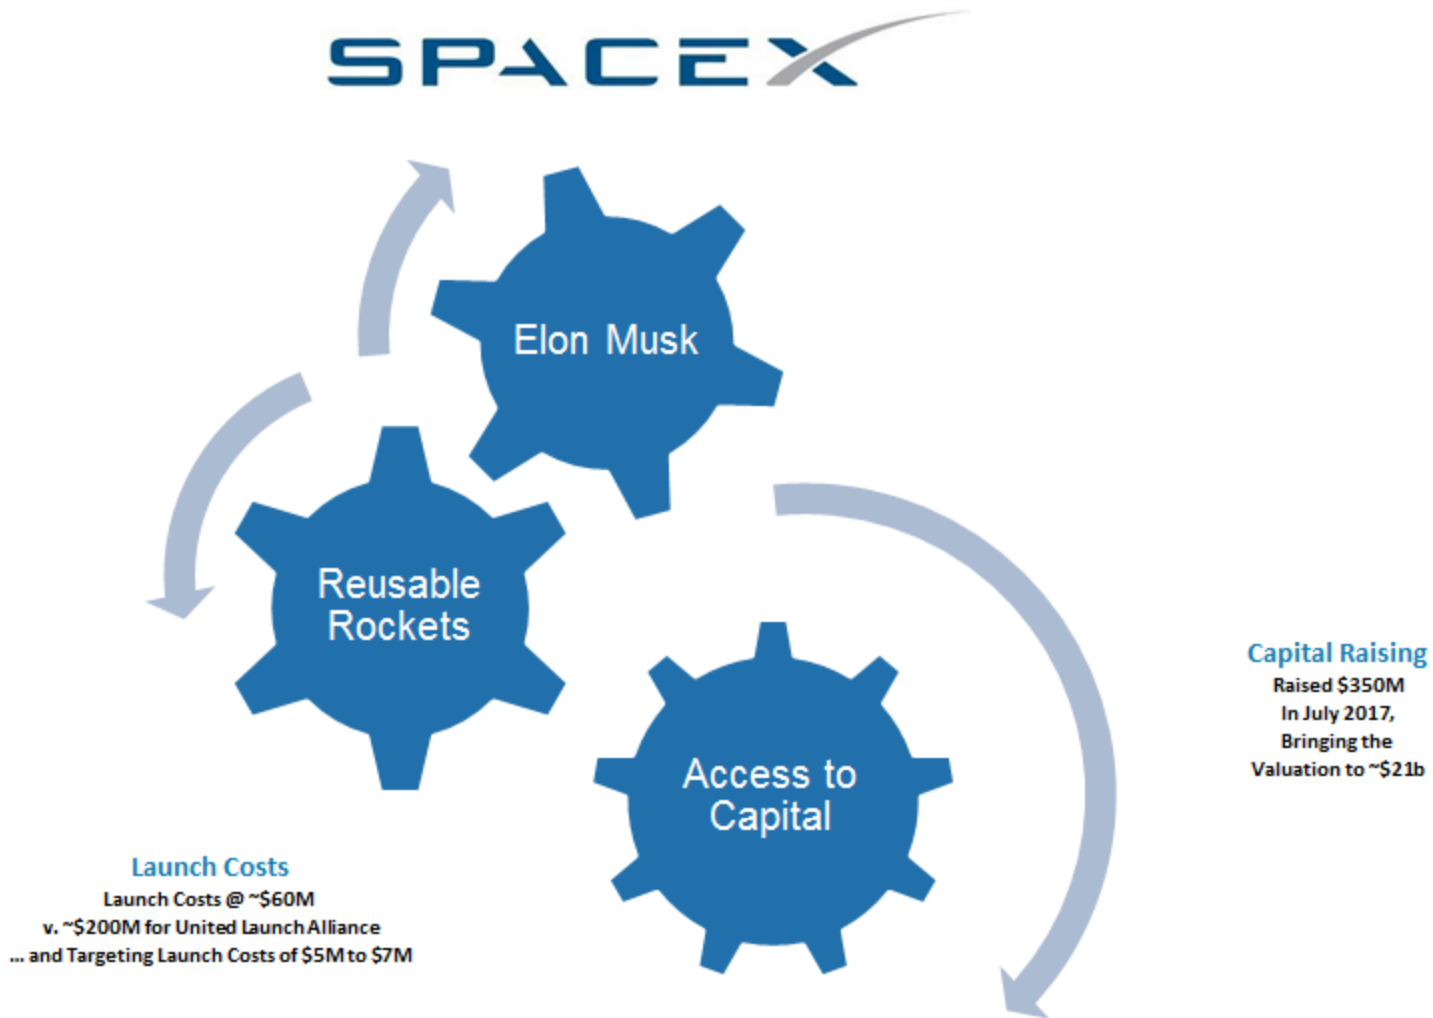 SPACEX
Elon Musk
Reusable
Rockets
Access to
Capital
Capital Raising
Raised $350M
In July 2017,
Bringing the
Valuation to ~$21b
Launch Costs
Launch Costs @ ~$60M
v. ~$200M for United Launch Alliance
... and Targeting Launch Costs of $5M to $7M